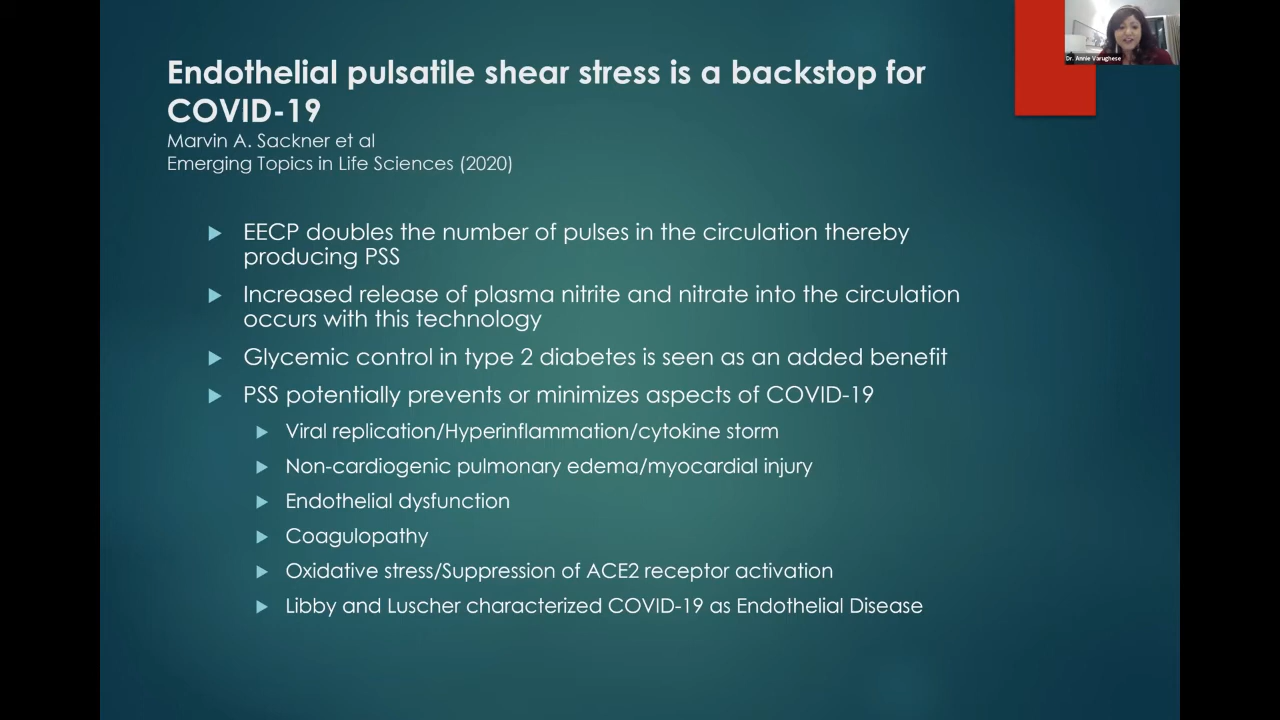 Endothelial pulsatile shear stress is a backstop for
COVID-19
Marvin A. Sackner et al
Emerging Topics in Life Sciences (2020)
EECP doubles the number of pulses in the circulation thereby
producing PSS
Increased release of plasma nitrite and nitrate into the circulation
occurs with this technology
Glycemic control in type 2 diabetes is seen as an added benefit
PSS potentially prevents or minimizes aspects of COVID-19
Viral replication/Hyperinflammation/cytokine storm
Non-cardiogenic pulmonary edema/myocardial injury
Endothelial dysfunction
Coagulopathy
Oxidative stress/Suppression of ACE2 receptor activation
Libby and Luscher characterized COVID-19 as Endothelial Disease
Dr. Annie Varughese